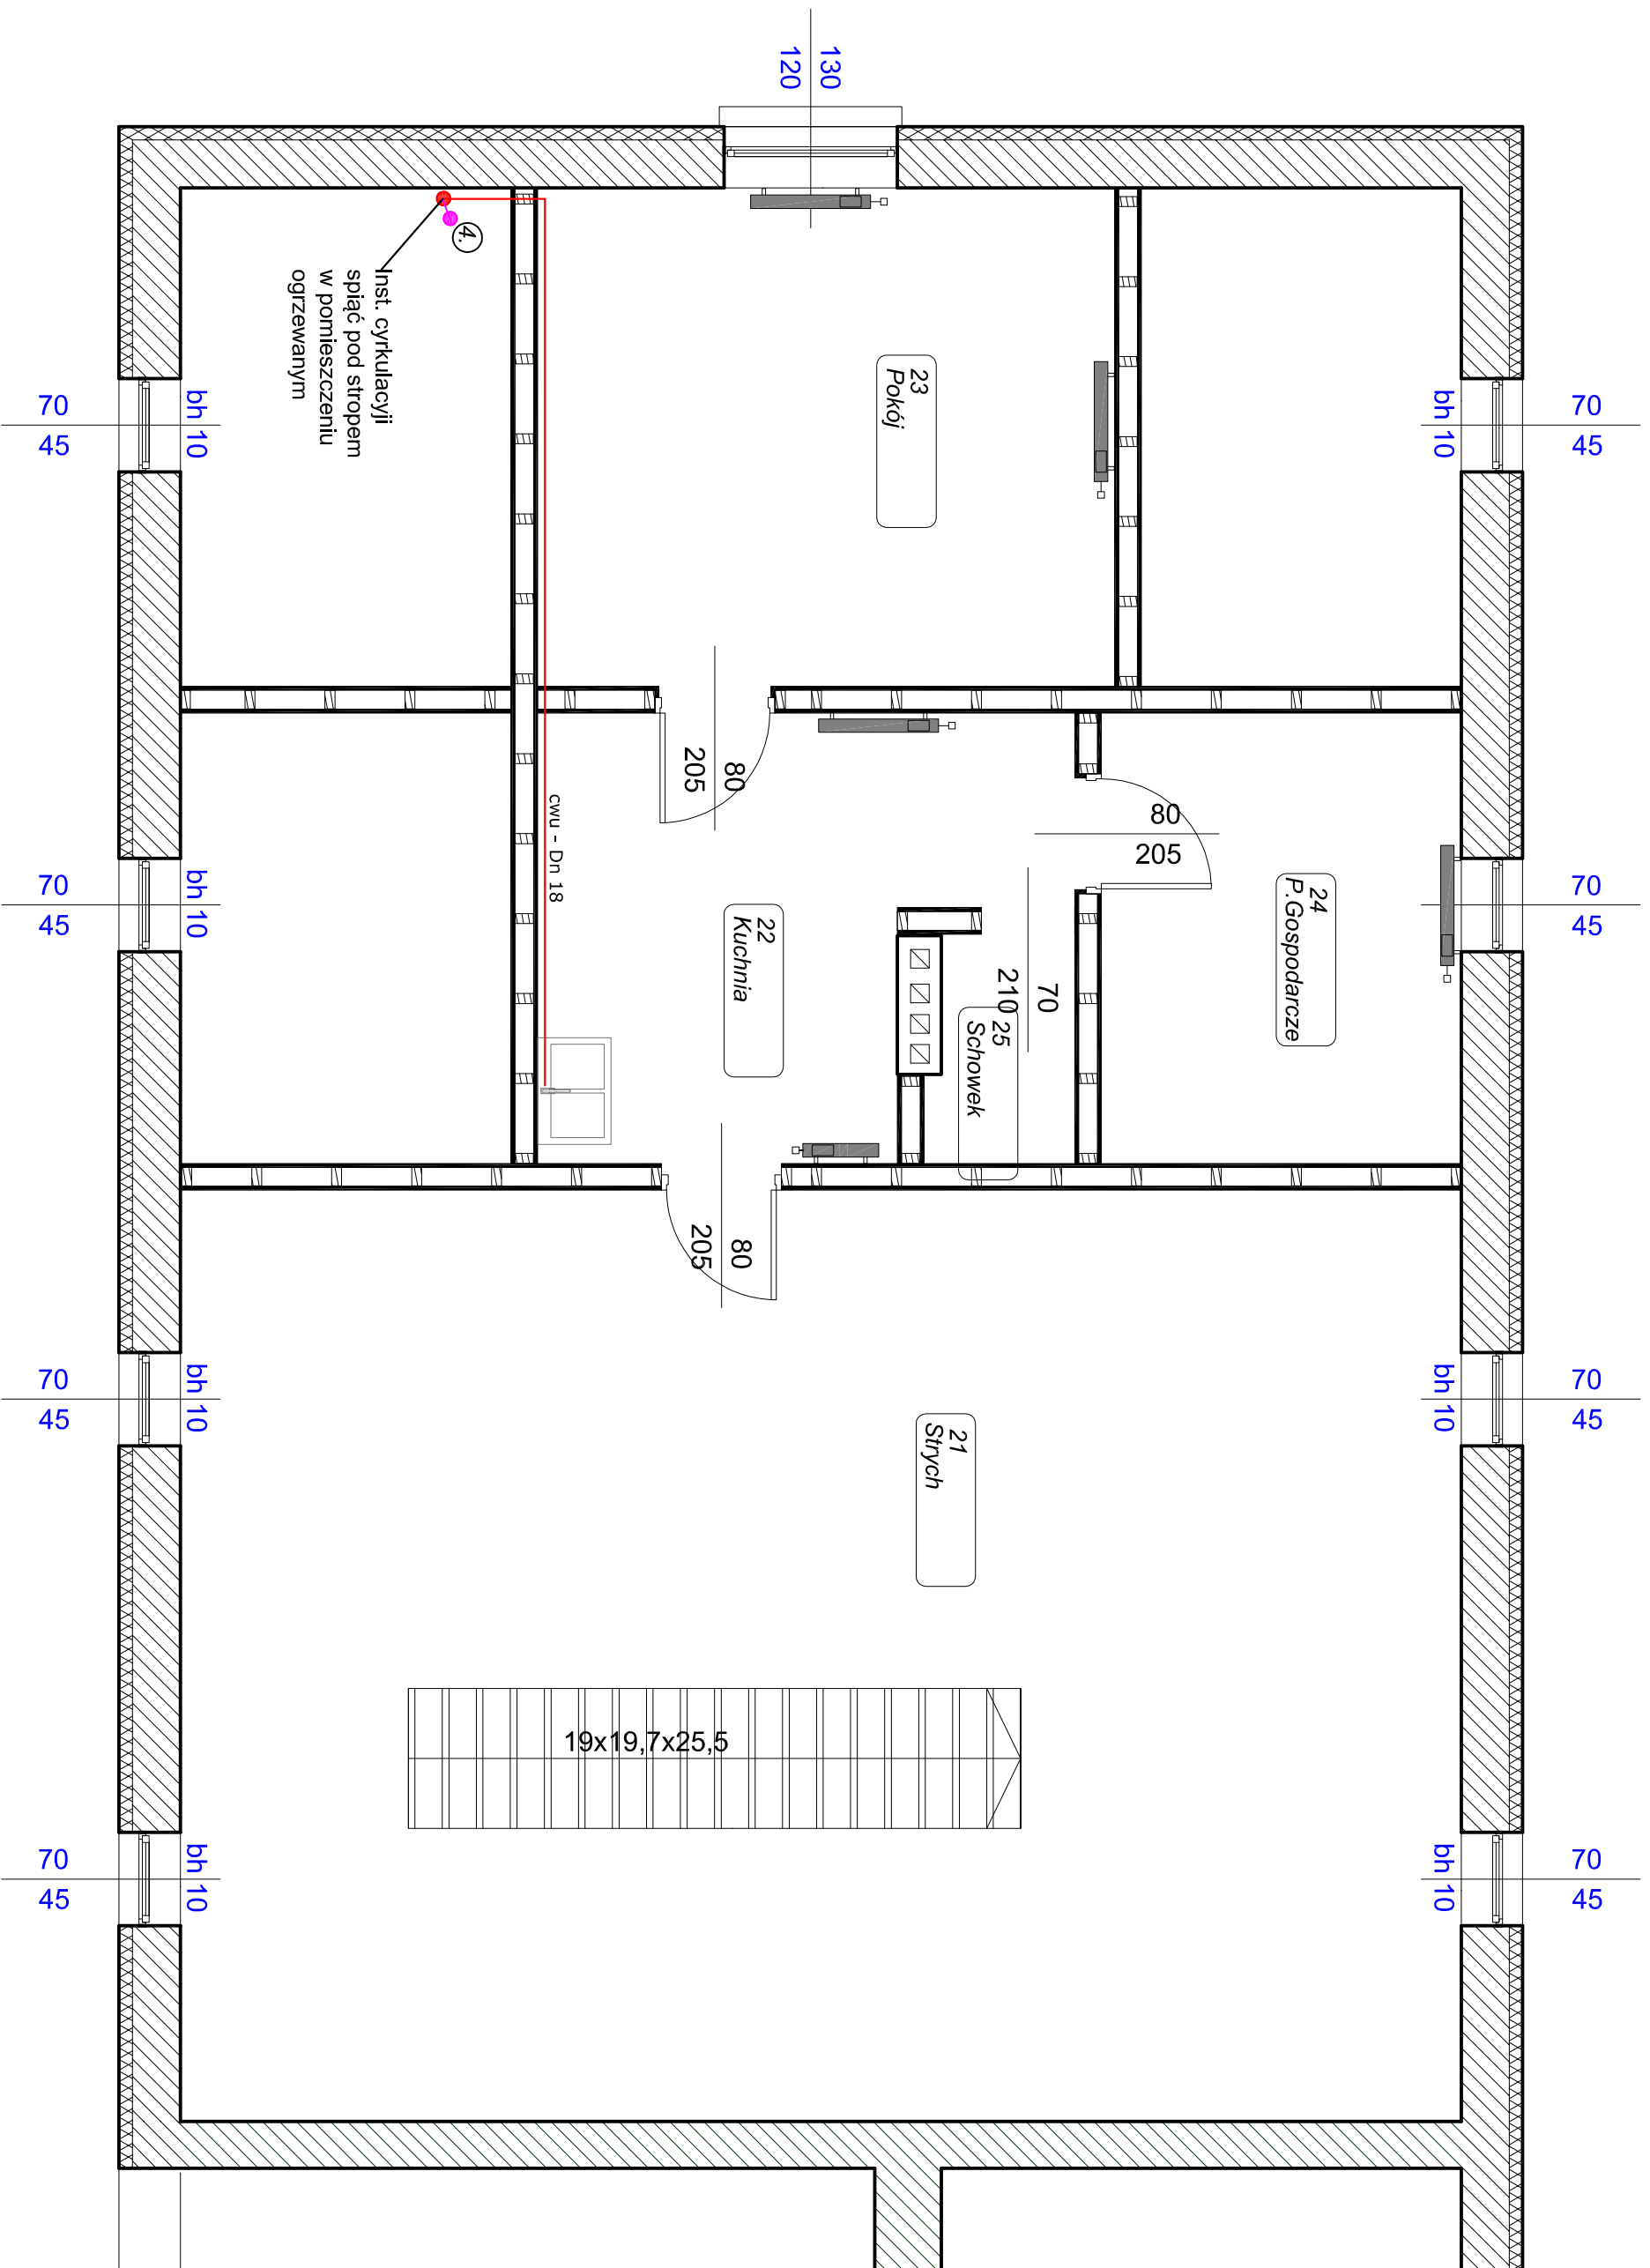 130
120
4.
Inst. cyrkulacyji
spiąć pod stropem
w pomieszczeniu
ogrzewanym
23
Pokój
70
45
bh 10
bh 10
70
45
80
205
cwu - Dn 18
80
205
22
Kuchnia
70
210
25
Schowek
24
P.Gospodarcze
70
45
bh 10
70
45
80
205
70
45
bh 10
21
Strych
bh 10
70
45
19x19,7x25,5
70
45
bh 10
bh 10
70
45